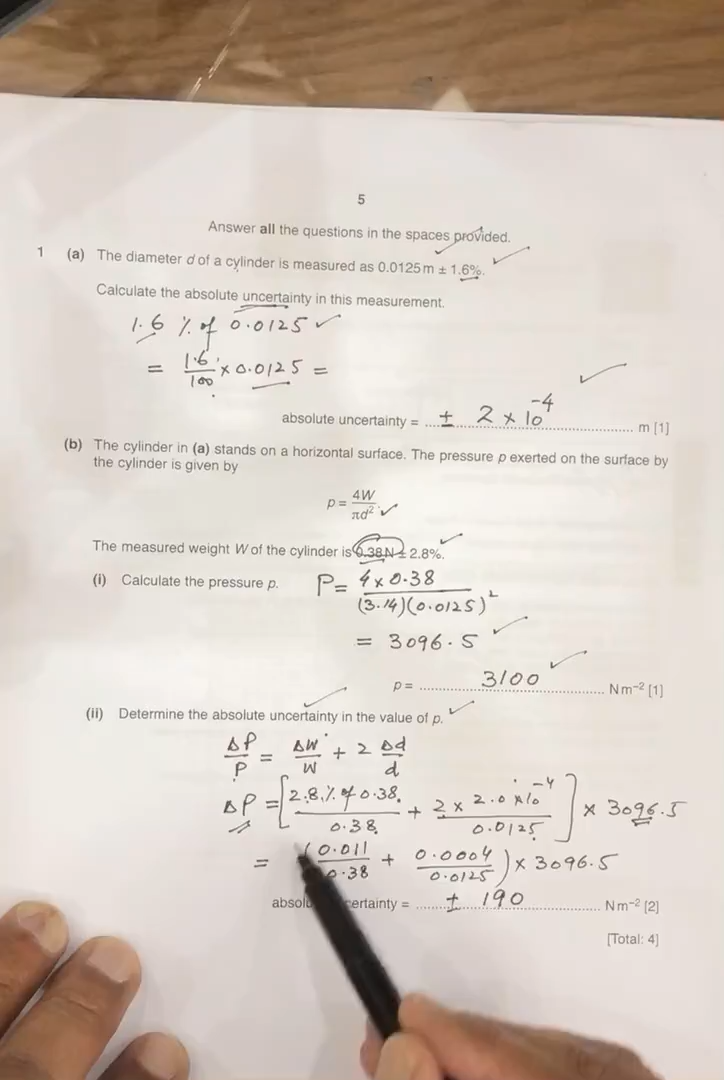 5
Answer all the questions in the spaces provided.
1 (a) The diameter d of a cylinder is measured as 0.0125 m ± 1.6%.
Calculate the absolute uncertainty in this measurement.
1.6 % of 0.0125 ✓
= 1.6/100 × 0.0125 =
absolute uncertainty = ± 2 × 10⁻⁴ m [1]
(b) The cylinder in (a) stands on a horizontal surface. The pressure p exerted on the surface by
the cylinder is given by
p = 4W/πd² ✓
The measured weight W of the cylinder is 0.38 N ± 2.8%.
(i) Calculate the pressure p. P = 4 × 0.38 / (3.14)(0.0125)²
= 3096.5
p = 3100 N m⁻² [1]
(ii) Determine the absolute uncertainty in the value of p.
ΔP/P = ΔW/W + 2 Δd/d
ΔP = [2.8 % of 0.38 / 0.38 + 2 × 2.0 × 10⁻⁴ / 0.0125] × 3096.5
= (0.011/0.38 + 0.0004/0.0125) × 3096.5
absolu certainty = ± 190 N m⁻² [2]
[Total: 4]